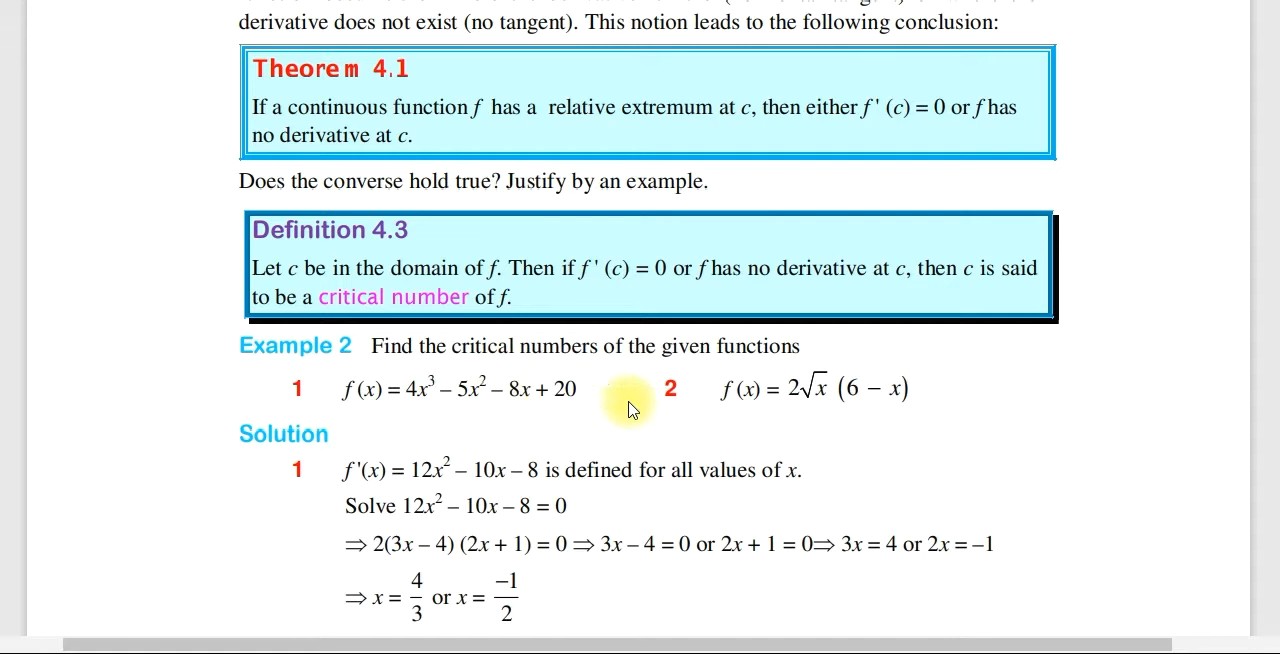 derivative does not exist (no tangent). This notion leads to the following conclusion:
Theorem 4.1
If a continuous function f has a relative extremum at c, then either f ' (c) = 0 or f has
no derivative at c.
Does the converse hold true? Justify by an example.
Definition 4.3
Let c be in the domain of f. Then if f ' (c) = 0 or f has no derivative at c, then c is said
to be a critical number of f.
Example 2 Find the critical numbers of the given functions
1 f (x) = 4x³ – 5x² – 8x + 20 2 f (x) = 2√x (6 − x)
Solution
1 f '(x) = 12x² – 10x – 8 is defined for all values of x.
Solve 12x² – 10x – 8 = 0
⇒ 2(3x – 4) (2x + 1) = 0 ⇒ 3x – 4 = 0 or 2x + 1 = 0⇒ 3x = 4 or 2x = –1
⇒ x = 4/3 or x = −1/2